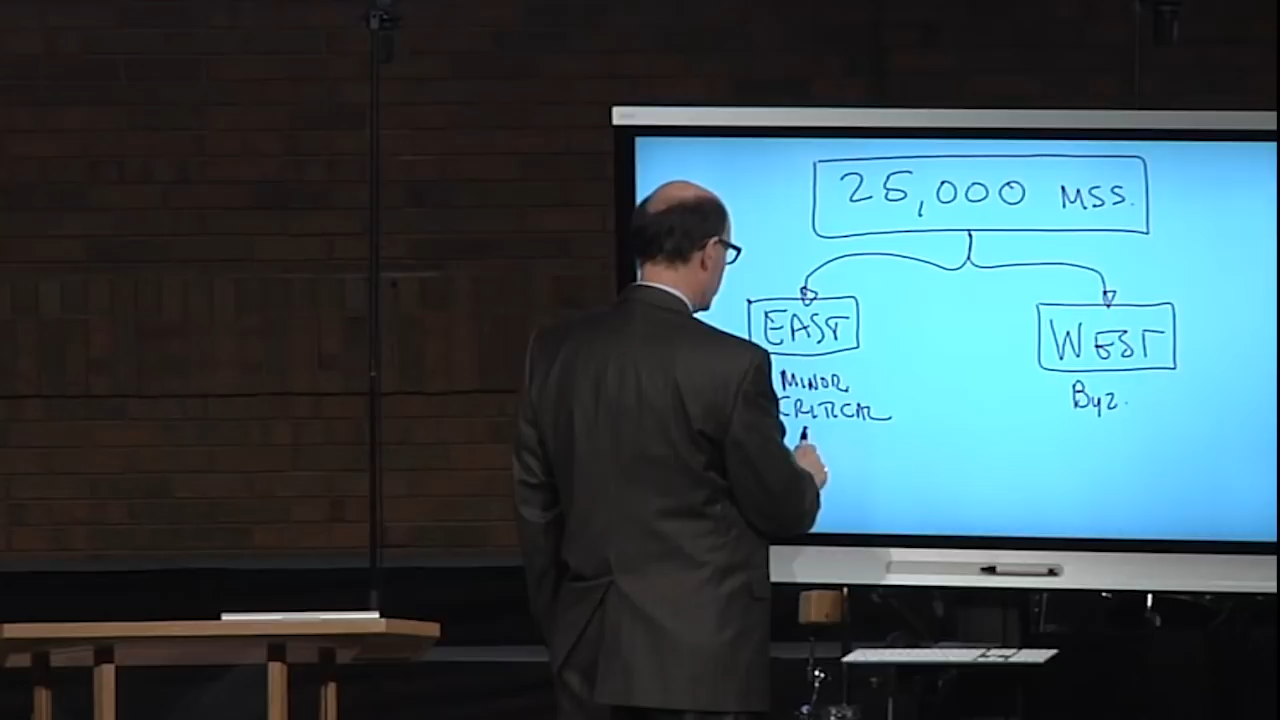 25,000 MSS.
EAST
WEST
MINOR
CRITICAL
Byz.